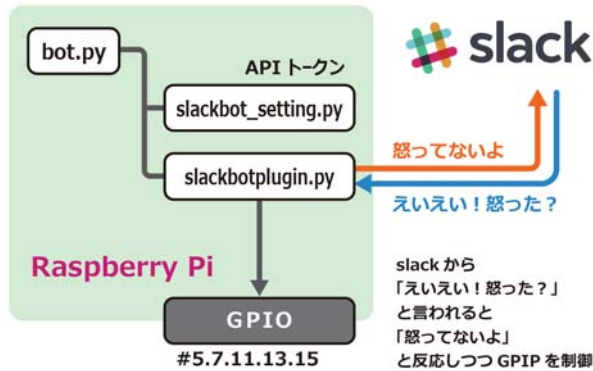 bot.py
slack
API トークン
slackbot_setting.py
怒ってないよ
slackbotplugin.py
えいえい！怒った？
Raspberry Pi
slack から
「えいえい！怒った？」
と言われると
「怒ってないよ」
と反応しつつ GPIP を制御
GPIO
#5.7.11.13.15